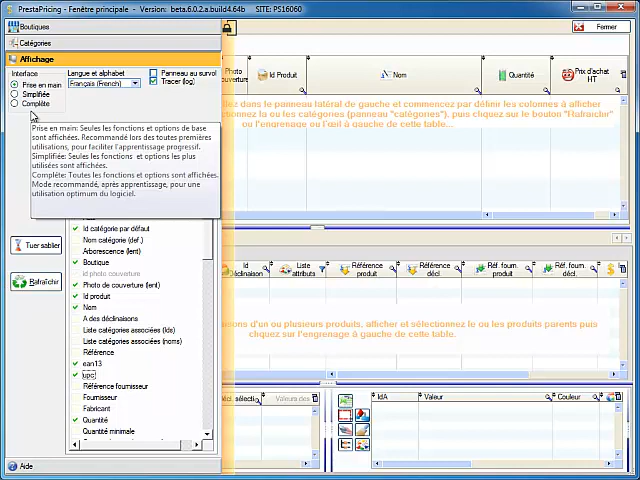 PrestaPricing - Fenêtre principale - Version: beta.6.0.2.a.build4.64b SITE: PS16060
Boutiques
Fermer
Catégories
Affichage
Interface
Langue et alphabet
Panneau au survol
Prise en main
Français (French)
Tracer (log)
Simplifiée
Complète
Photo
couverture
Id Produit
Nom
Quantité
Prix d'achat
HT
llez dans le panneau latéral de gauche et commencez par définir les colonnes à afficher
ctionnez la ou les catégories (panneau "catégories"), puis cliquez sur le bouton "Rafraîchir"
ou l'engrenage ou l'œil à gauche de cette table...
Prise en main: Seules les fonctions et options de base
sont affichées. Recommandé lors des toutes premières
utilisations, pour faciliter l'apprentissage progressif.
Simplifiée: Seules les fonctions et options les plus
utilisées sont affichées.
Complète: Toutes les fonctions et options sont affichées.
Mode recommandé, après apprentissage, pour une
utilisation optimum du logiciel.
Id catégorie par défaut
Nom catégorie (def.)
Arborescence (lent)
Boutique
Id photo couverture
Photo de couverture (lent)
Id produit
Nom
A des déclinaisons
Liste catégories associées (Ids)
Liste catégories associées (noms)
Référence
ean13
upc
Référence fournisseur
Fournisseur
Fabricant
Quantité
Quantité minimale
Tuer sablier
Rafraîchir
Id
Déclinaison
Liste
attributs
Référence
produit
Référence
décl.
Réf. fourn.
produit
Réf. fourn.
décl.
isons d'un ou plusieurs produits, afficher et sélectionnez le ou les produits parents puis
cliquez sur l'engrenage à gauche de cette table.
décl. sélecti
Valeurs des
IdA
Valeur
Couleur
Aide